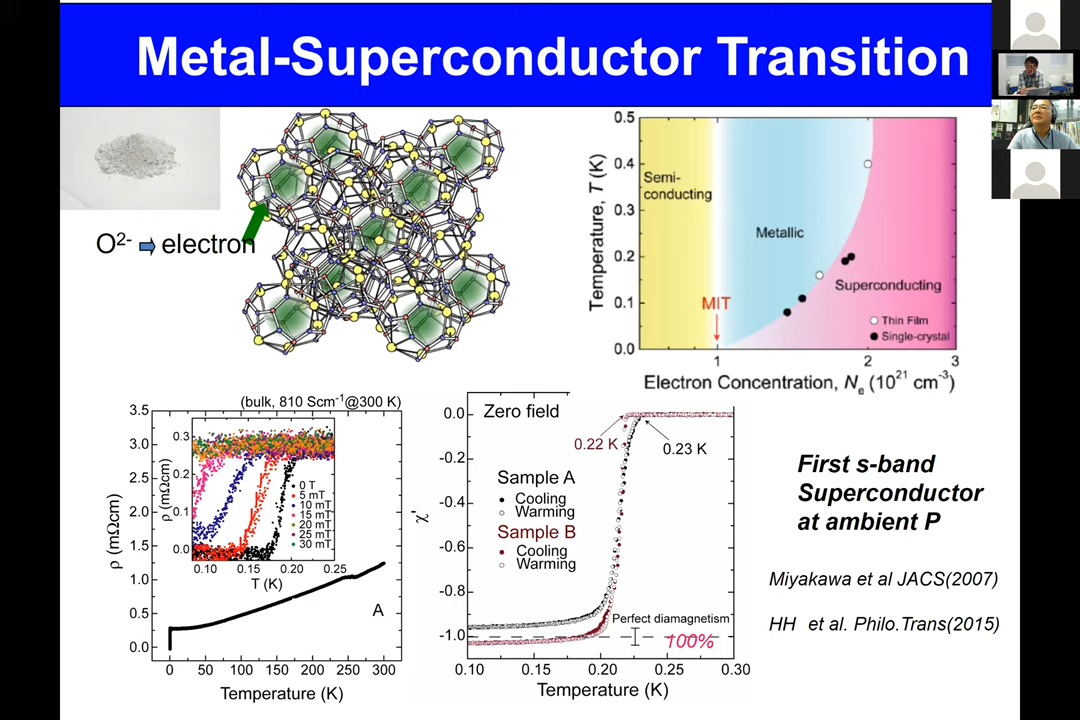 Metal-Superconductor Transition
O2- ➡ electron
0.5
0.4
0.3
0.2
0.1
0.0
Temperature, T (K)
Semi-
conducting
Metallic
Superconducting
MIT
Thin Film
Single-crystal
1
2
3
Electron Concentration, Ne (10²¹ cm⁻³)
(bulk, 810 Scm⁻¹@300 K)
3.5
3.0
2.5
2.0
1.5
1.0
0.5
0.0
ρ (mΩcm)
0.3
0.2
0.1
0.0
ρ (mΩcm)
0 T
5 mT
10 mT
15 mT
20 mT
25 mT
30 mT
0.10
0.15
0.20
0.25
T (K)
A
0
50
100
150
200
250
300
Temperature (K)
Zero field
0.0
-0.2
-0.4
-0.6
-0.8
-1.0
χ'
0.22 K
0.23 K
Sample A
Cooling
Warming
Sample B
Cooling
Warming
Perfect diamagnetism
100%
0.10
0.15
0.20
0.25
0.30
Temperature (K)
First s-band
Superconductor
at ambient P
Miyakawa et al JACS(2007)
HH et al. Philo.Trans(2015)